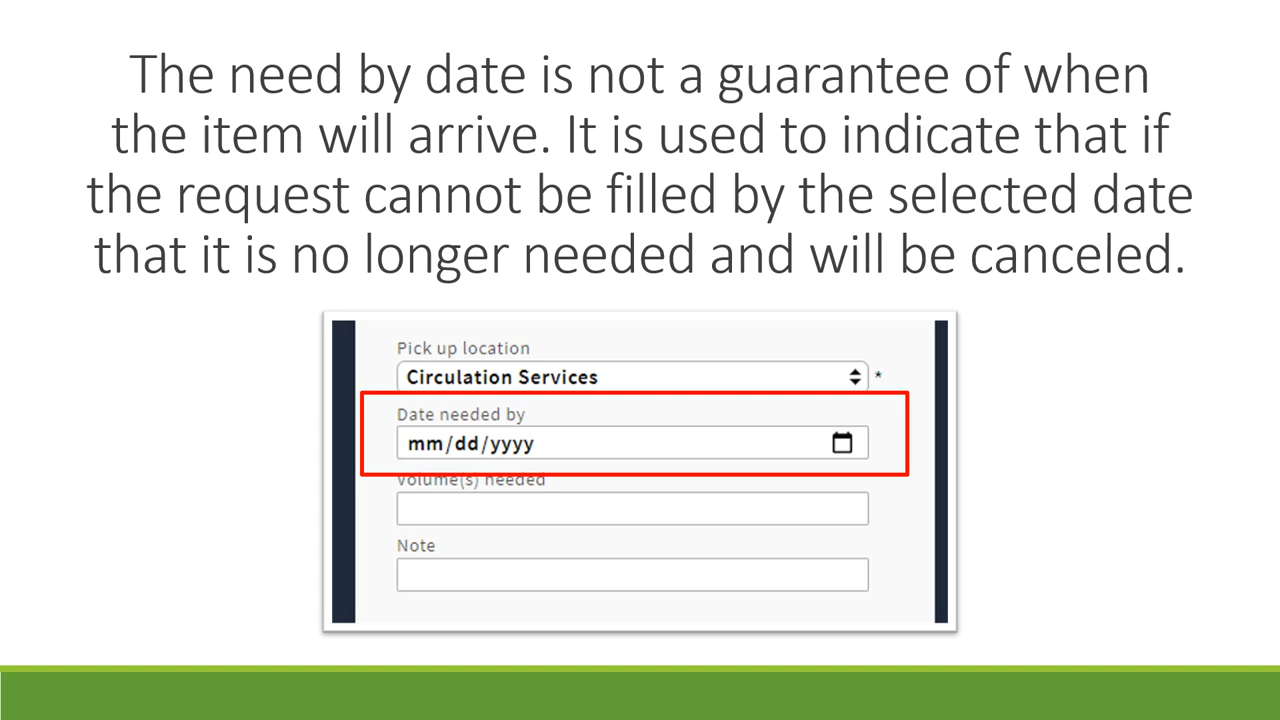 The need by date is not a guarantee of when
the item will arrive. It is used to indicate that if
the request cannot be filled by the selected date
that it is no longer needed and will be canceled.
Pick up location
Circulation Services *
Date needed by
mm/dd/yyyy
Volume(s) needed
Note